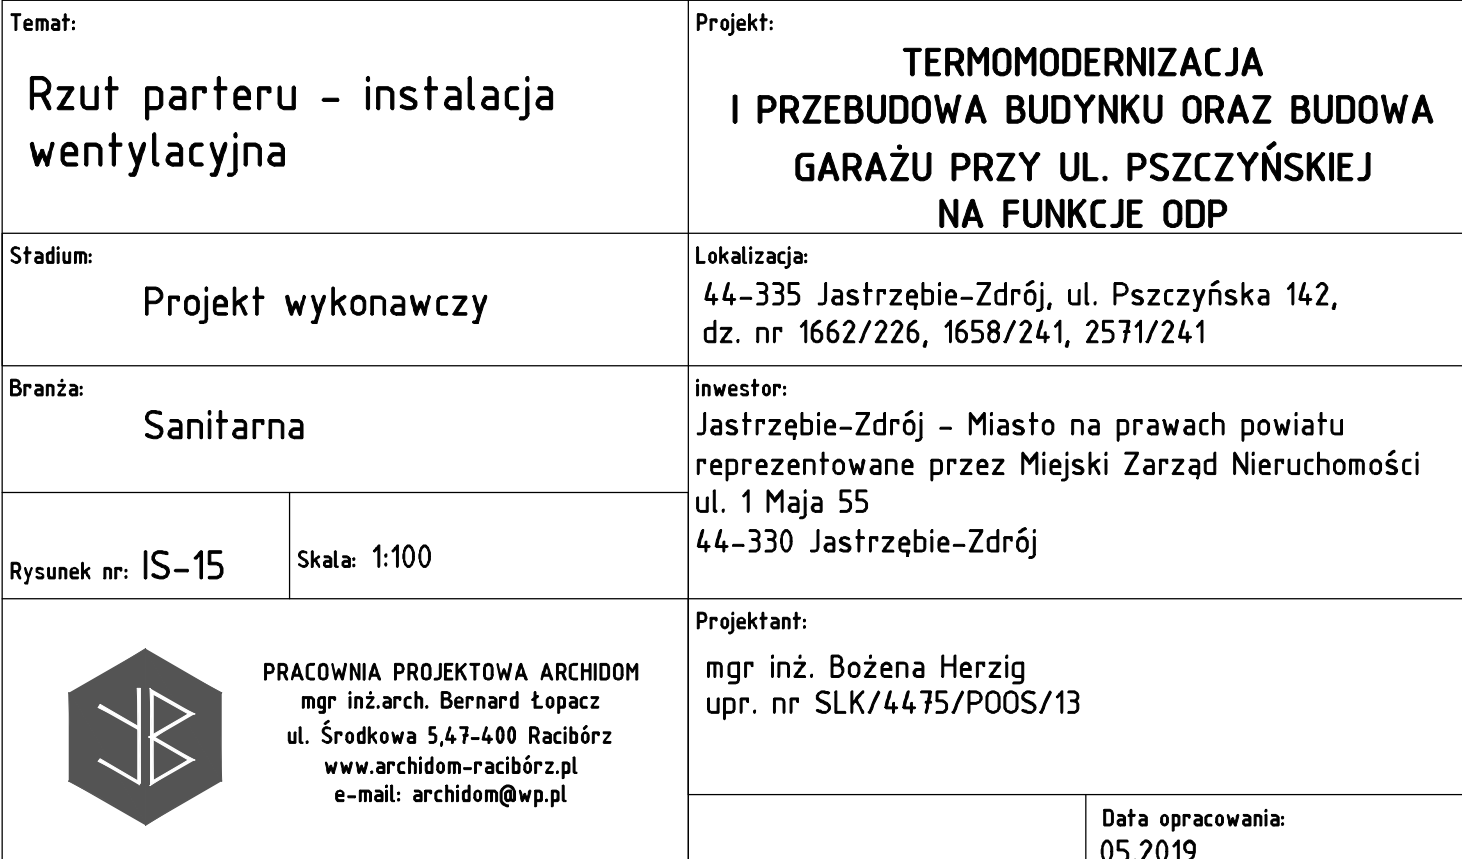 Temat:
Rzut parteru - instalacja
wentylacyjna
Projekt:
TERMOMODERNIZACJA
I PRZEBUDOWA BUDYNKU ORAZ BUDOWA
GARAŻU PRZY UL. PSZCZYŃSKIEJ
NA FUNKCJE ODP
Stadium:
Projekt wykonawczy
Lokalizacja:
44-335 Jastrzębie-Zdrój, ul. Pszczyńska 142,
dz. nr 1662/226, 1658/241, 2571/241
Branża:
Sanitarna
inwestor:
Jastrzębie-Zdrój - Miasto na prawach powiatu
reprezentowane przez Miejski Zarząd Nieruchomości
ul. 1 Maja 55
44-330 Jastrzębie-Zdrój
Rysunek nr: IS-15
Skala: 1:100
PRACOWNIA PROJEKTOWA ARCHIDOM
mgr inż.arch. Bernard Łopacz
ul. Środkowa 5,47-400 Racibórz
www.archidom-racibórz.pl
e-mail: archidom@wp.pl
Projektant:
mgr inż. Bożena Herzig
upr. nr SLK/4475/POOS/13
Data opracowania:
05.2019